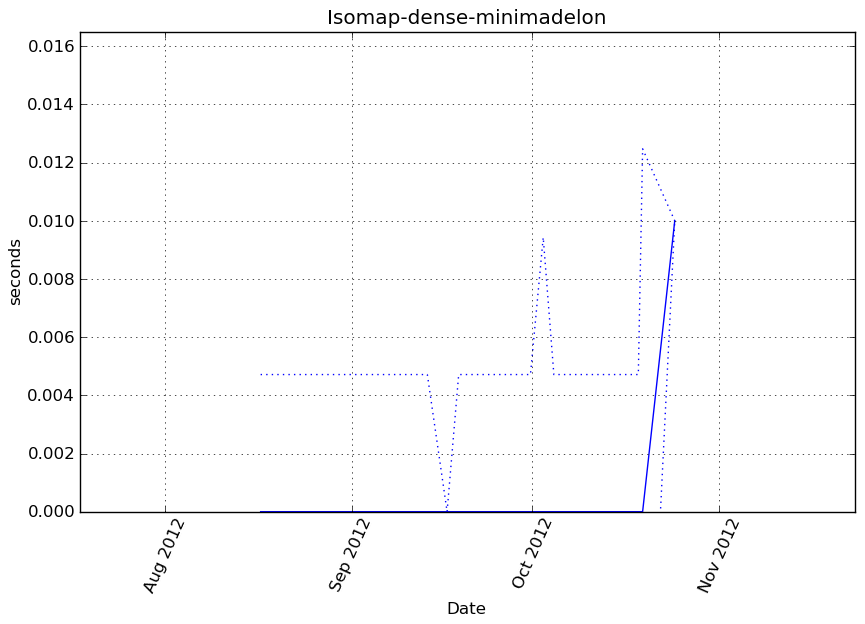 Isomap-dense-minimadelon
0.016
0.014
0.012
0.010
0.008
0.006
0.004
0.002
0.000
seconds
Aug 2012
Sep 2012
Oct 2012
Nov 2012
Date